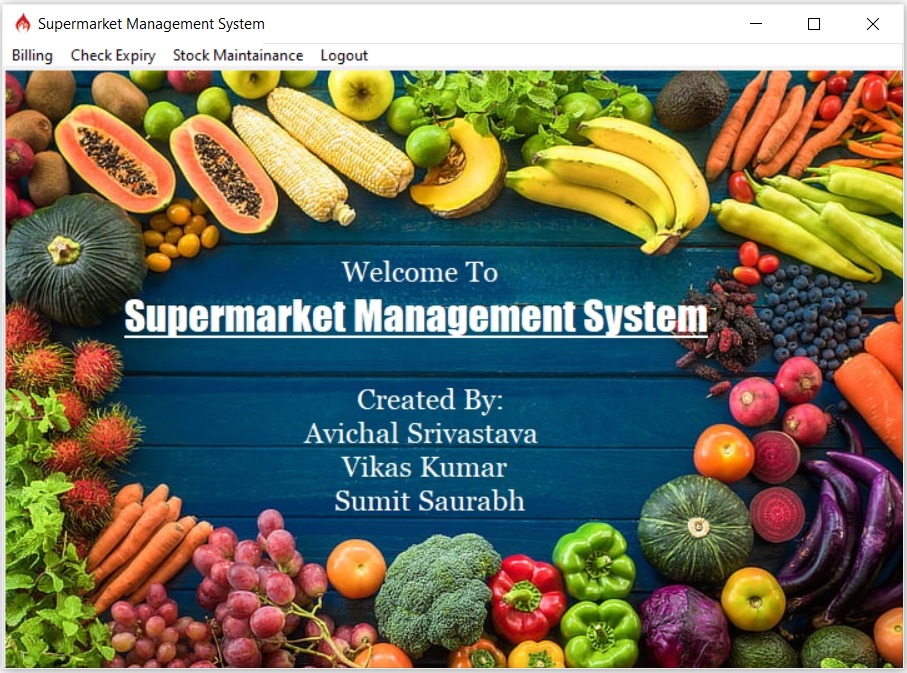 Supermarket Management System
Billing Check Expiry Stock Maintainance Logout
Welcome To
Supermarket Management System
Created By:
Avichal Srivastava
Vikas Kumar
Sumit Saurabh